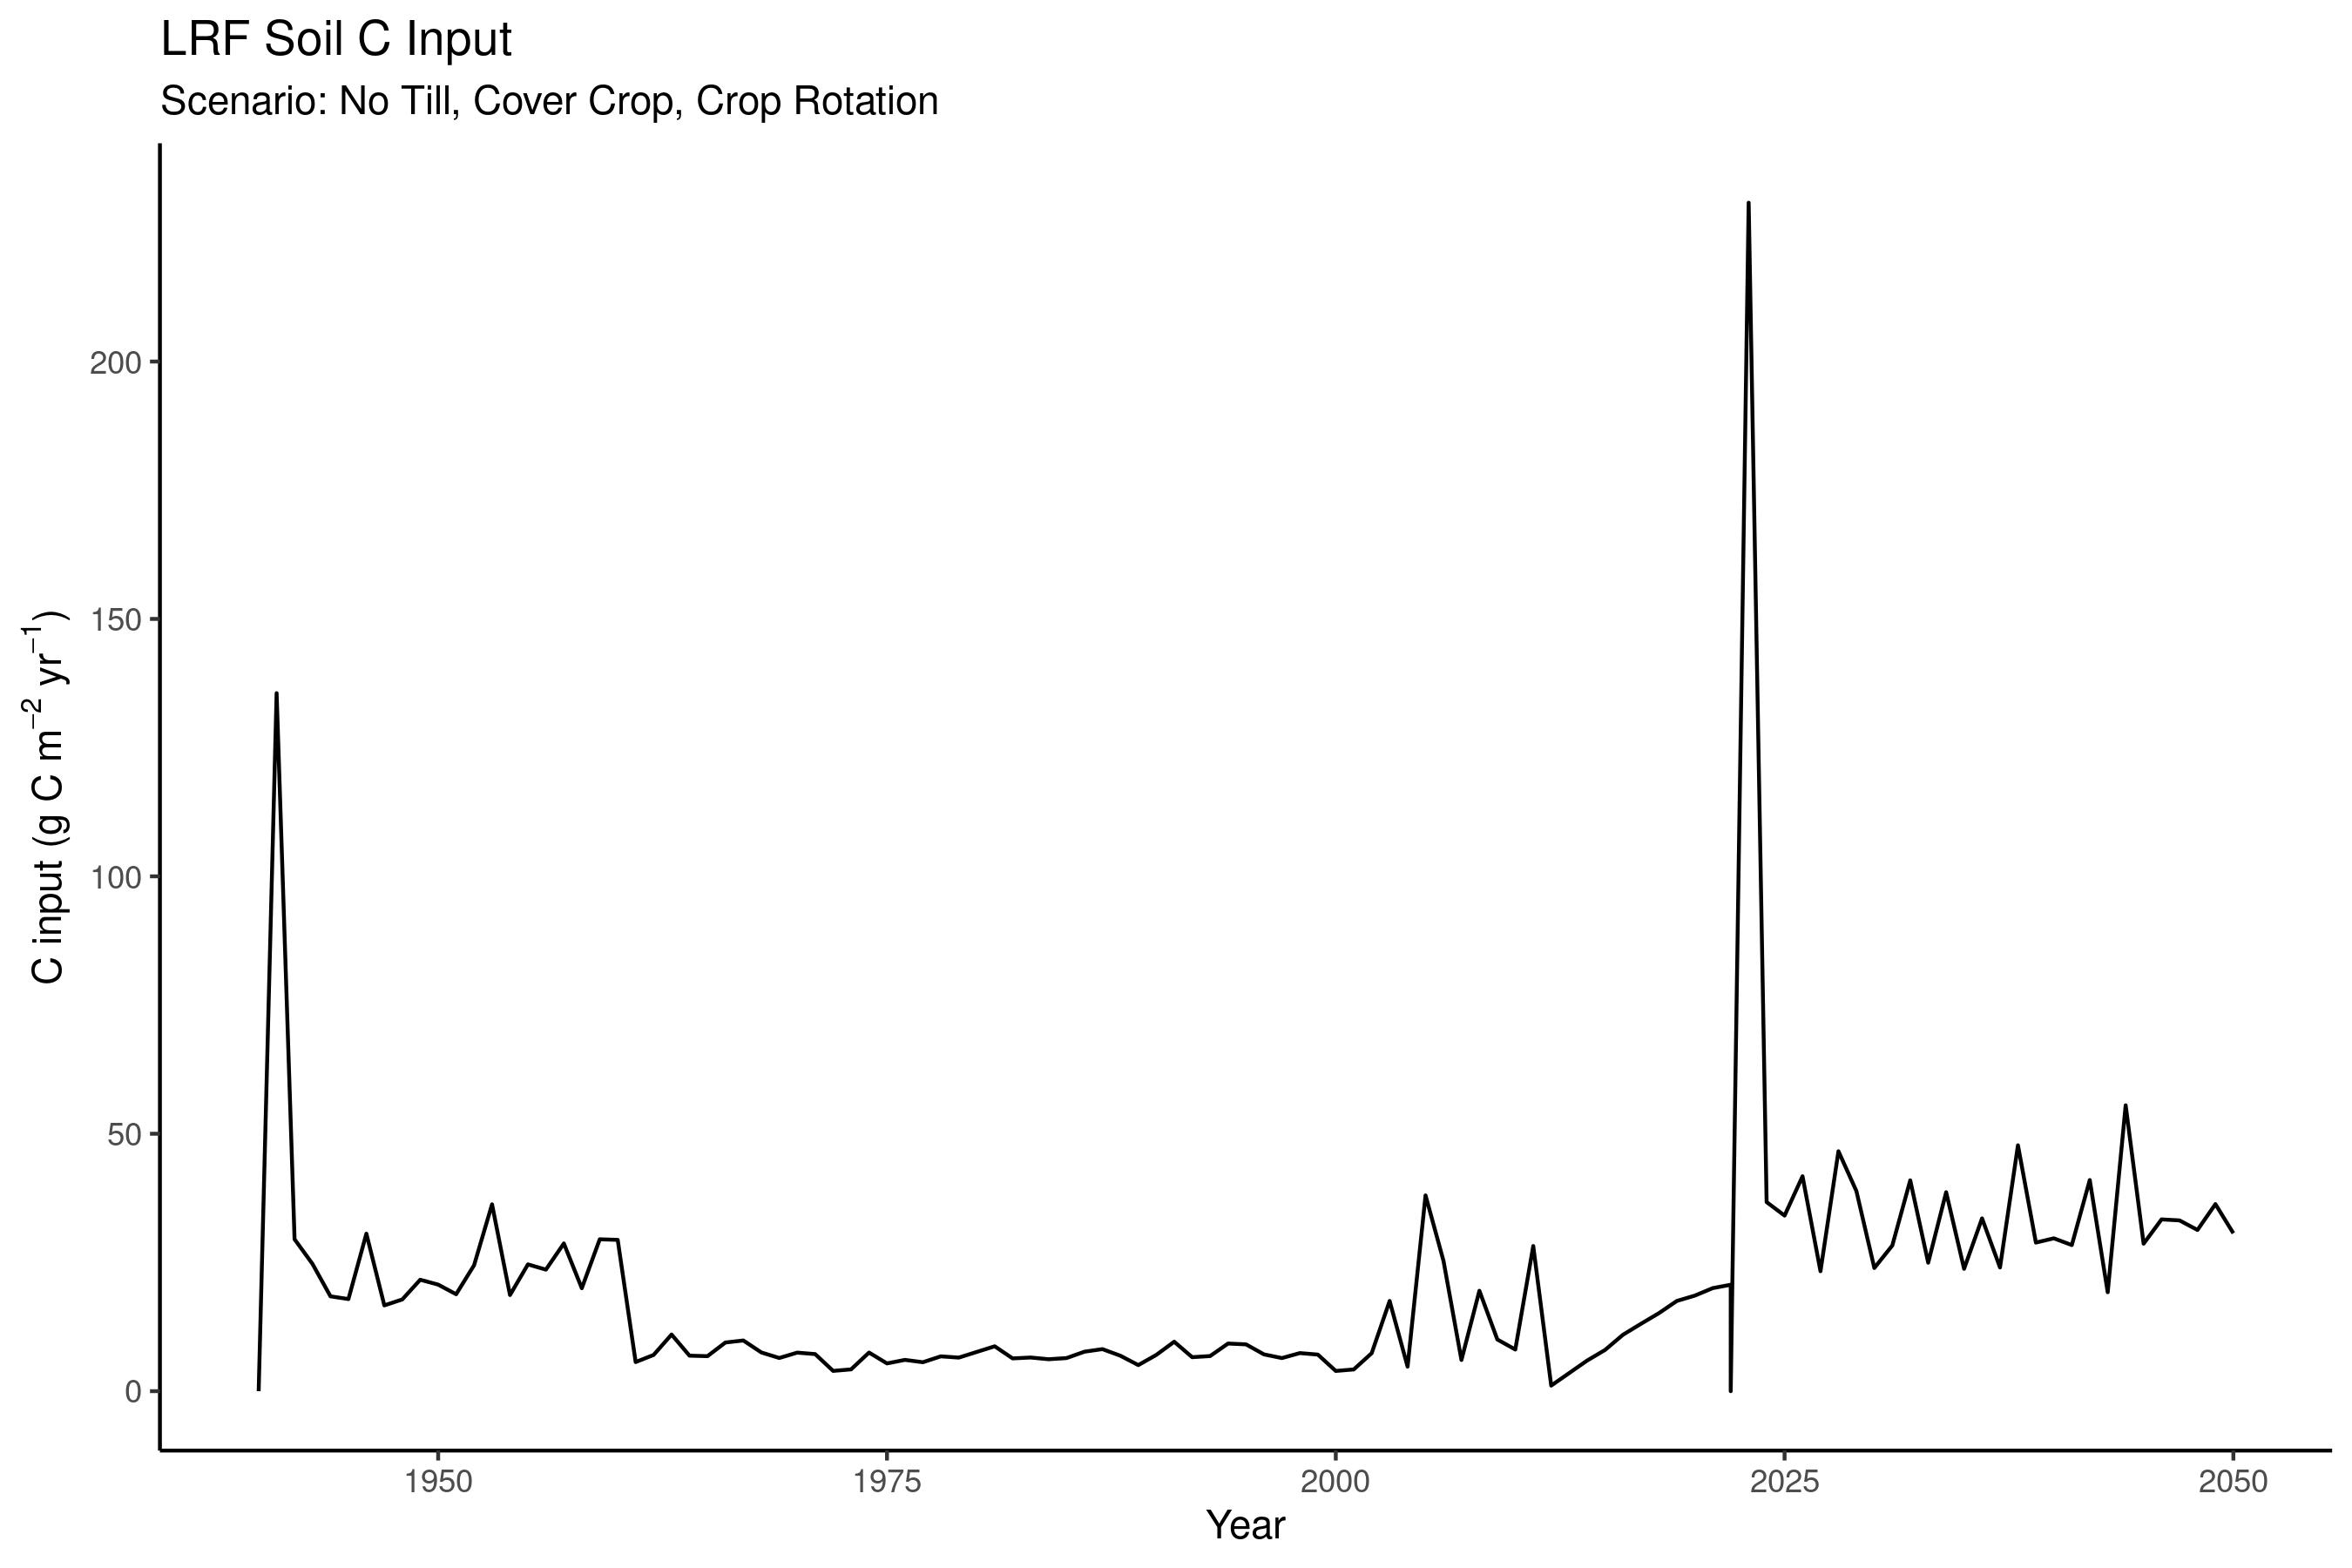 LRF Soil C Input
Scenario: No Till, Cover Crop, Crop Rotation
C input (g C m⁻² yr⁻¹)
200
150
100
50
0
1950 1975 2000 2025 2050
Year